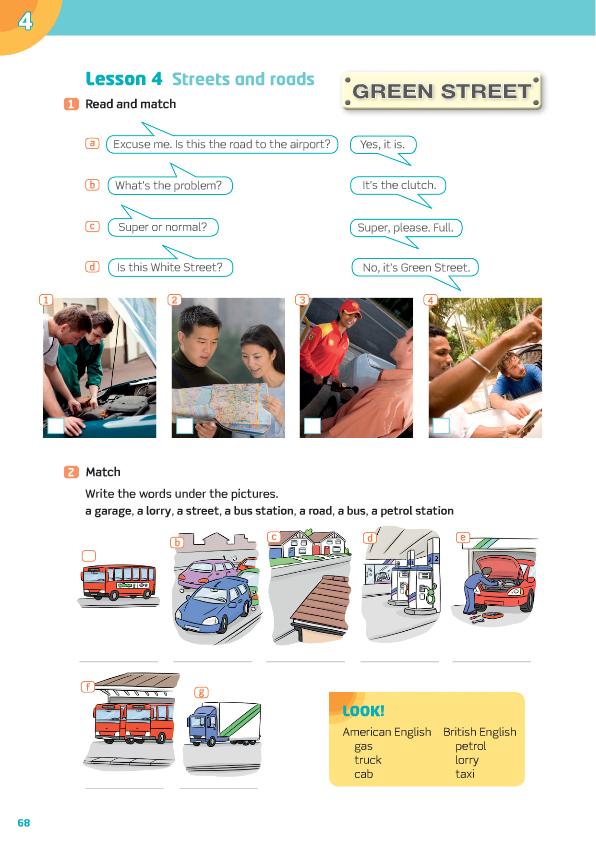 4
Lesson 4 Streets and roads
GREEN STREET
1 Read and match
a Excuse me. Is this the road to the airport? Yes, it is.
b What's the problem? It's the clutch.
c Super or normal? Super, please. Full.
d Is this White Street? No, it's Green Street.
1 2 3 4
2 Match
Write the words under the pictures.
a garage, a lorry, a street, a bus station, a road, a bus, a petrol station
b c d e
f g
LOOK!
American English British English
gas petrol
truck lorry
cab taxi
68